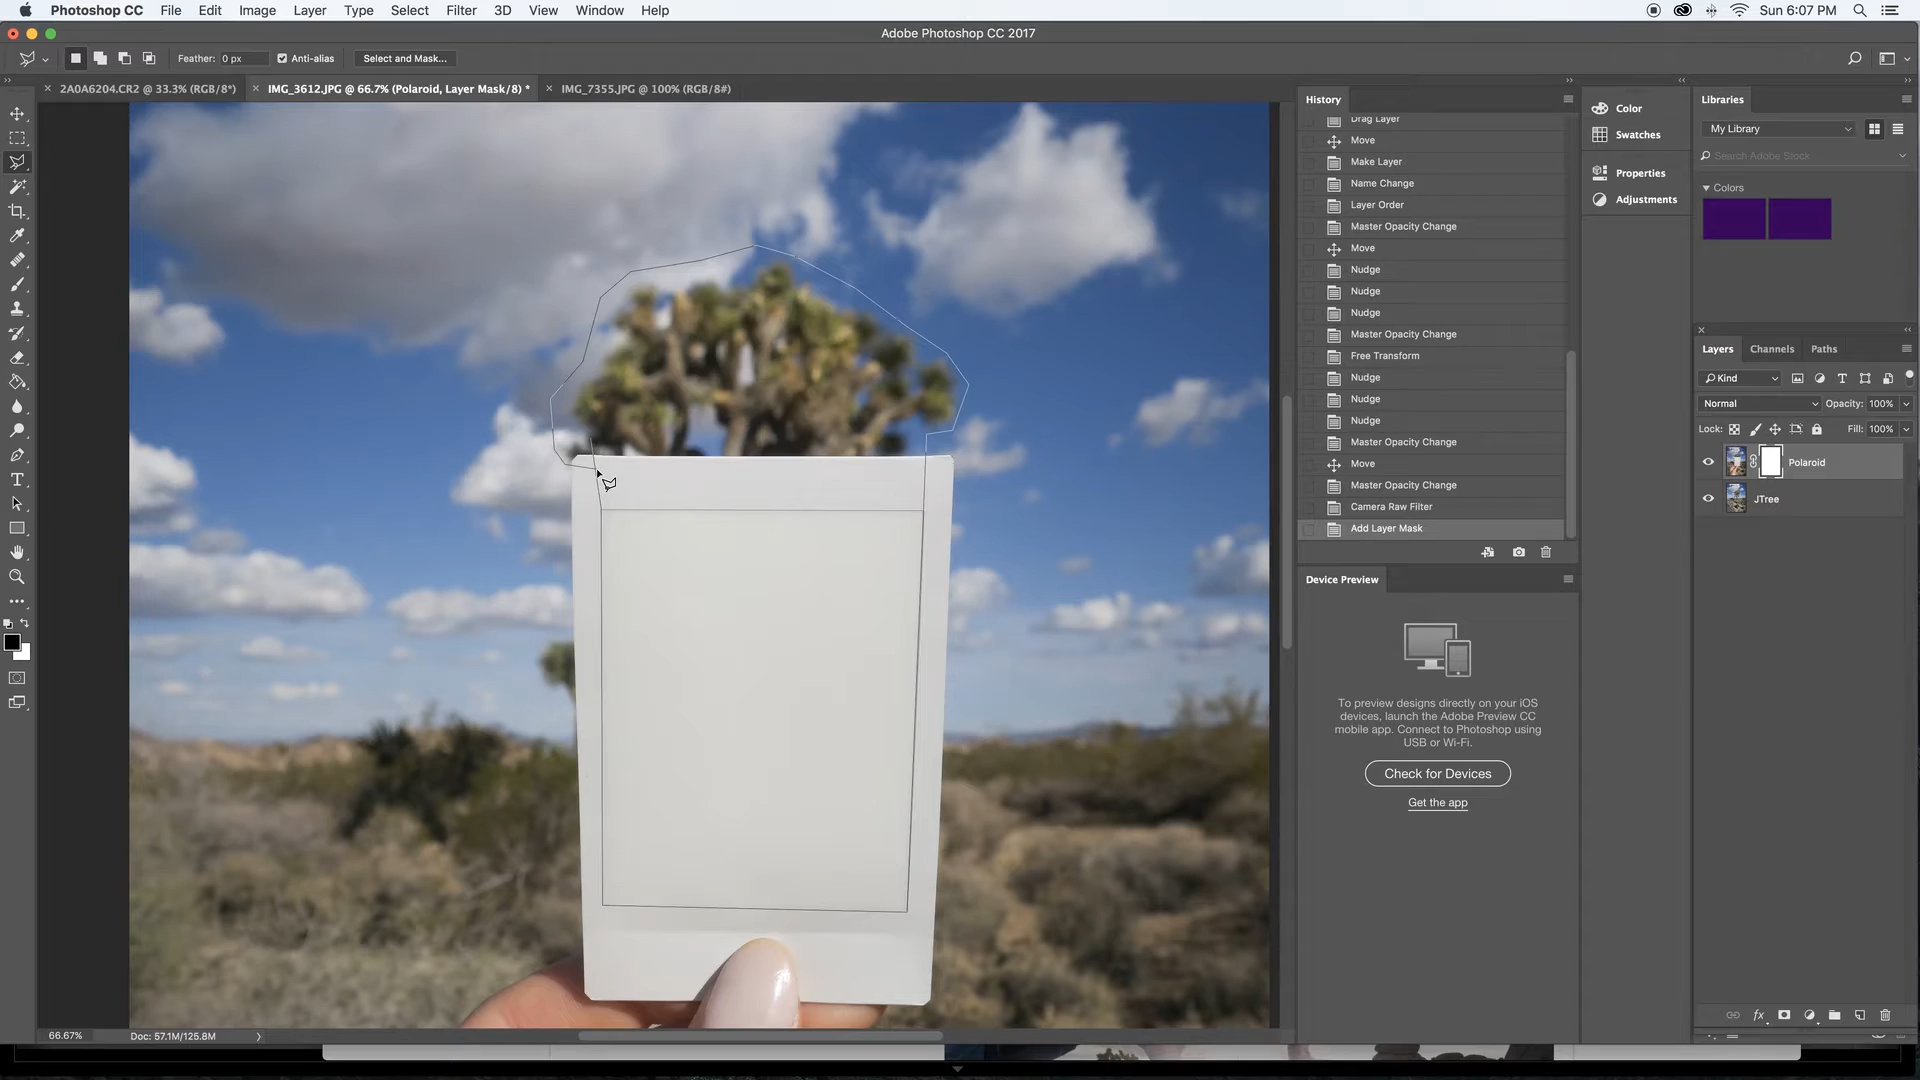 Photoshop CC File Edit Image Layer Type Select Filter 3D View Window Help Sun 6:07 PM
Adobe Photoshop CC 2017
Feather: 0 px Anti-alias Select and Mask...
2A0A6204.CR2 @ 33.3% (RGB/8*) IMG_3612.JPG @ 66.7% (Polaroid, Layer Mask/8) * IMG_7355.JPG @ 100% (RGB/8#)
History
Drag Layer
Move
Make Layer
Name Change
Layer Order
Master Opacity Change
Move
Nudge
Nudge
Nudge
Master Opacity Change
Free Transform
Nudge
Nudge
Nudge
Master Opacity Change
Move
Master Opacity Change
Camera Raw Filter
Add Layer Mask
Device Preview
To preview designs directly on your iOS
devices, launch the Adobe Preview CC
mobile app. Connect to Photoshop using
USB or Wi-Fi.
Check for Devices
Get the app
Color
Swatches
Properties
Adjustments
Libraries
My Library
Search Adobe Stock
Colors
Layers Channels Paths
Kind
Normal Opacity: 100%
Lock: Fill: 100%
Polaroid
JTree
fx
66.67% Doc: 57.1M/125.8M